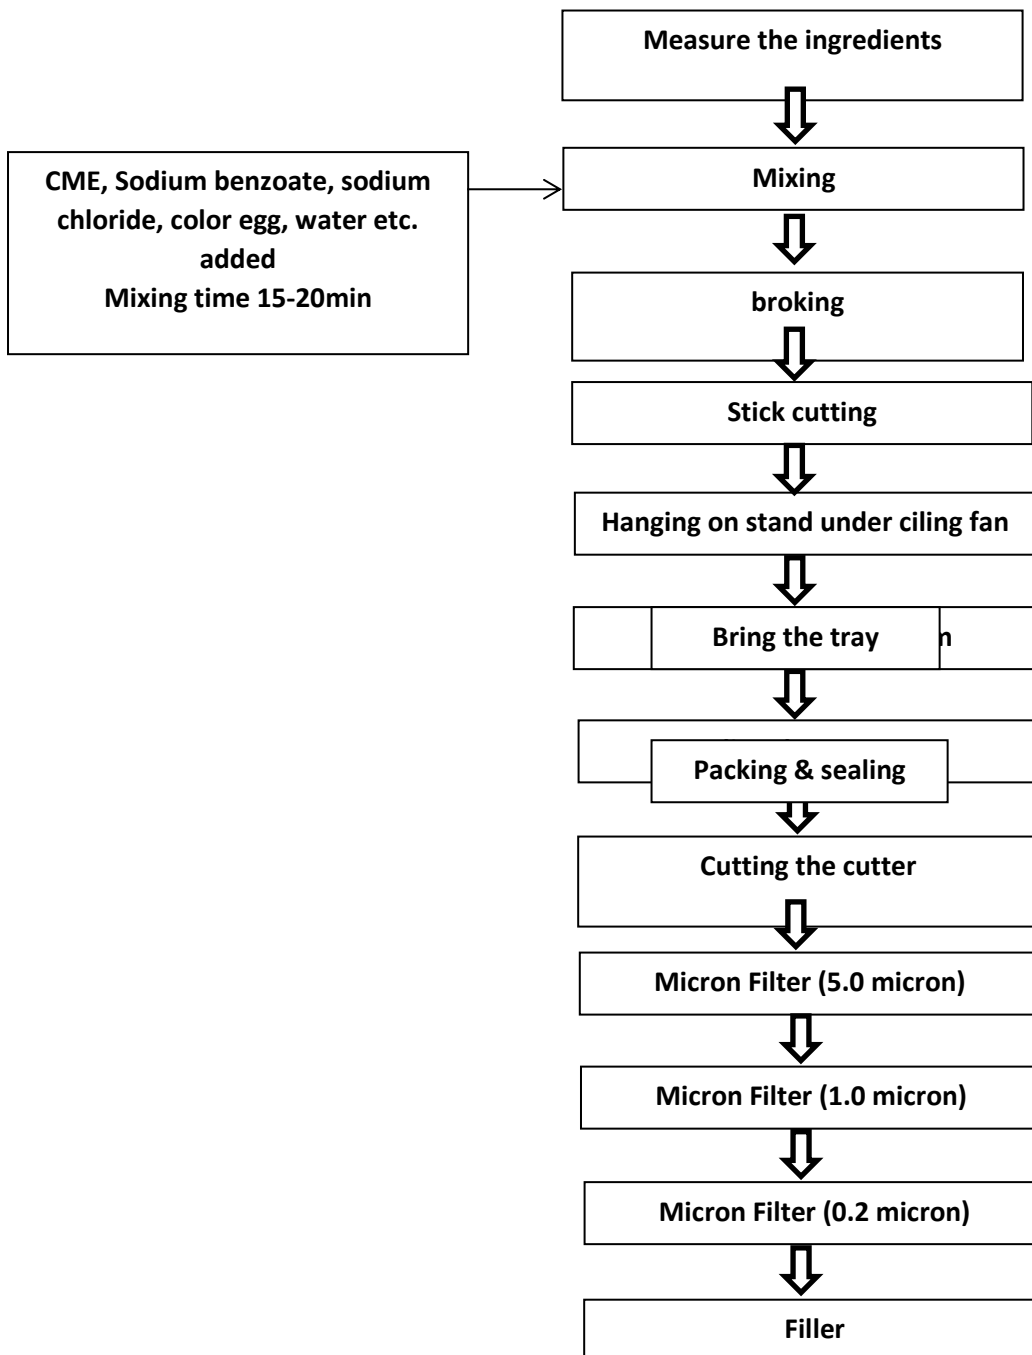 Measure the ingredients
CME, Sodium benzoate, sodium
chloride, color egg, water etc.
added
Mixing time 15-20min
Mixing
broking
Stick cutting
Hanging on stand under ciling fan
Bring the tray
Packing & sealing
Cutting the cutter
Micron Filter (5.0 micron)
Micron Filter (1.0 micron)
Micron Filter (0.2 micron)
Filler